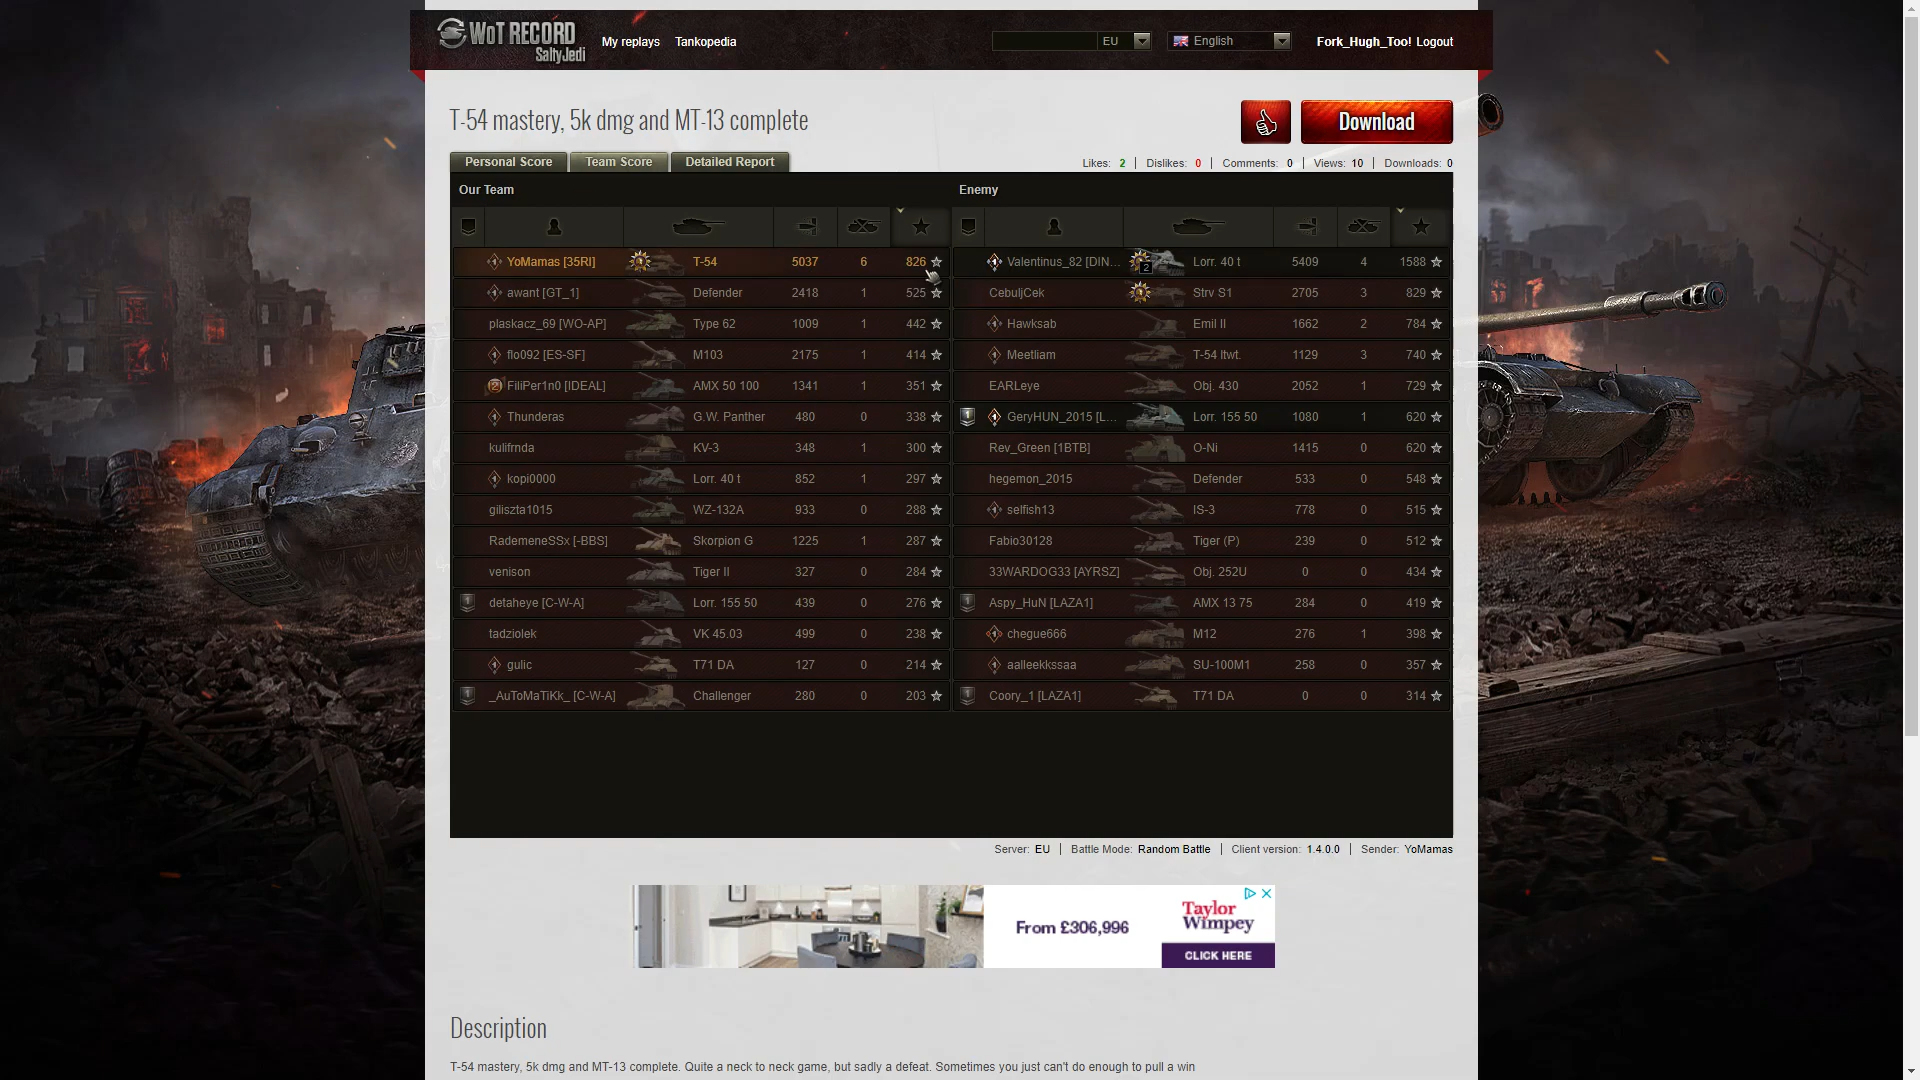 WoT RECORD
SaltyJedi
My replays Tankopedia
EU
English
Fork_Hugh_Too! Logout
T-54 mastery, 5k dmg and MT-13 complete
Download
Personal Score Team Score Detailed Report
Likes: 2 | Dislikes: 0 | Comments: 0 | Views: 10 | Downloads: 0
Our Team Enemy
YoMamas [35RI] T-54 5037 6 826
Valentinus_82 [DIN... 2 Lorr. 40 t 5409 4 1588
awant [GT_1] Defender 2418 1 525
CebuljCek Strv S1 2705 3 829
plaskacz_69 [WO-AP] Type 62 1009 1 442
Hawksab Emil II 1662 2 784
flo092 [ES-SF] M103 2175 1 414
Meetliam T-54 ltwt. 1129 3 740
FiliPer1n0 [IDEAL] AMX 50 100 1341 1 351
EARLeye Obj. 430 2052 1 729
Thunderas G.W. Panther 480 0 338
GeryHUN_2015 [L... Lorr. 155 50 1080 1 620
kulifrnda KV-3 348 1 300
Rev_Green [1BTB] O-Ni 1415 0 620
kopi0000 Lorr. 40 t 852 1 297
hegemon_2015 Defender 533 0 548
giliszta1015 WZ-132A 933 0 288
selfish13 IS-3 778 0 515
RademeneSSx [-BBS] Skorpion G 1225 1 287
Fabio30128 Tiger (P) 239 0 512
venison Tiger II 327 0 284
33WARDOG33 [AYRSZ] Obj. 252U 0 0 434
detaheye [C-W-A] Lorr. 155 50 439 0 276
Aspy_HuN [LAZA1] AMX 13 75 284 0 419
tadziolek VK 45.03 499 0 238
chegue666 M12 276 1 398
gulic T71 DA 127 0 214
aalleekkssaa SU-100M1 258 0 357
_AuToMaTiKk_ [C-W-A] Challenger 280 0 203
Coory_1 [LAZA1] T71 DA 0 0 314
Server: EU | Battle Mode: Random Battle | Client version: 1.4.0.0 | Sender: YoMamas
From £306,996
Taylor
Wimpey
CLICK HERE
Description
T-54 mastery, 5k dmg and MT-13 complete. Quite a neck to neck game, but sadly a defeat. Sometimes you just can't do enough to pull a win